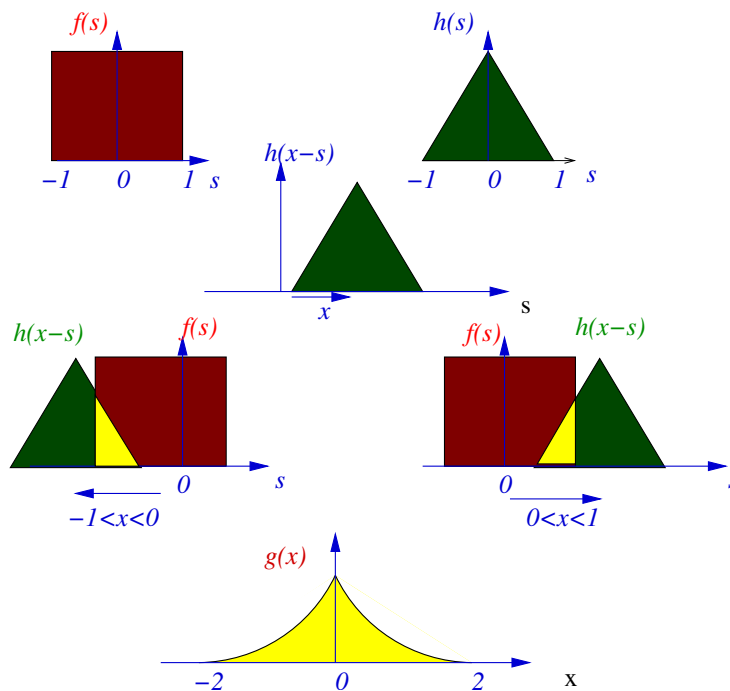 f(s)
h(s)
-1 0 1 s
-1 0 1 s
h(x-s)
x
s
h(x-s)
f(s)
f(s)
h(x-s)
0 s
0
-1<x<0
0<x<1
g(x)
-2 0 2 x